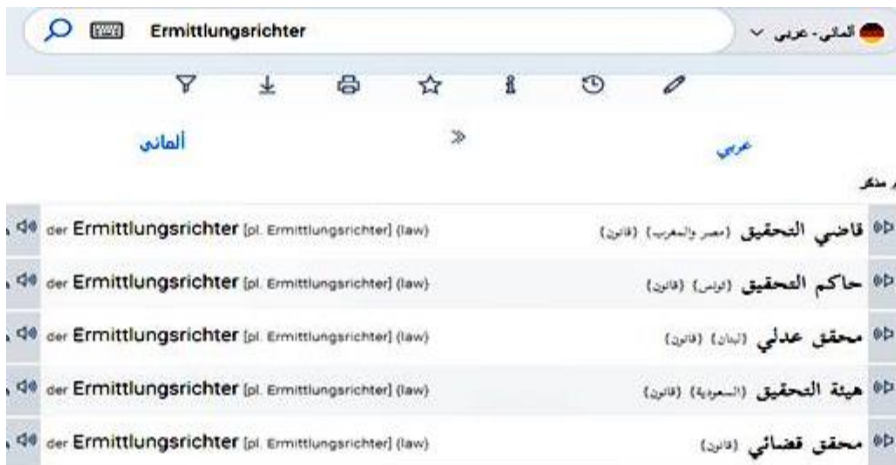 Ermittlungsrichter
ألماني - عربي
ألماني
عربي
مذكر
der Ermittlungsrichter [pl. Ermittlungsrichter] {law}
قاضي التحقيق {مصر والمغرب} {قانون}
der Ermittlungsrichter [pl. Ermittlungsrichter] {law}
حاكم التحقيق {تونس} {قانون}
der Ermittlungsrichter [pl. Ermittlungsrichter] {law}
محقق عدلي {لبنان} {قانون}
der Ermittlungsrichter [pl. Ermittlungsrichter] {law}
هيئة التحقيق {السعودية} {قانون}
der Ermittlungsrichter [pl. Ermittlungsrichter] {law}
محقق قضائي {قانون}